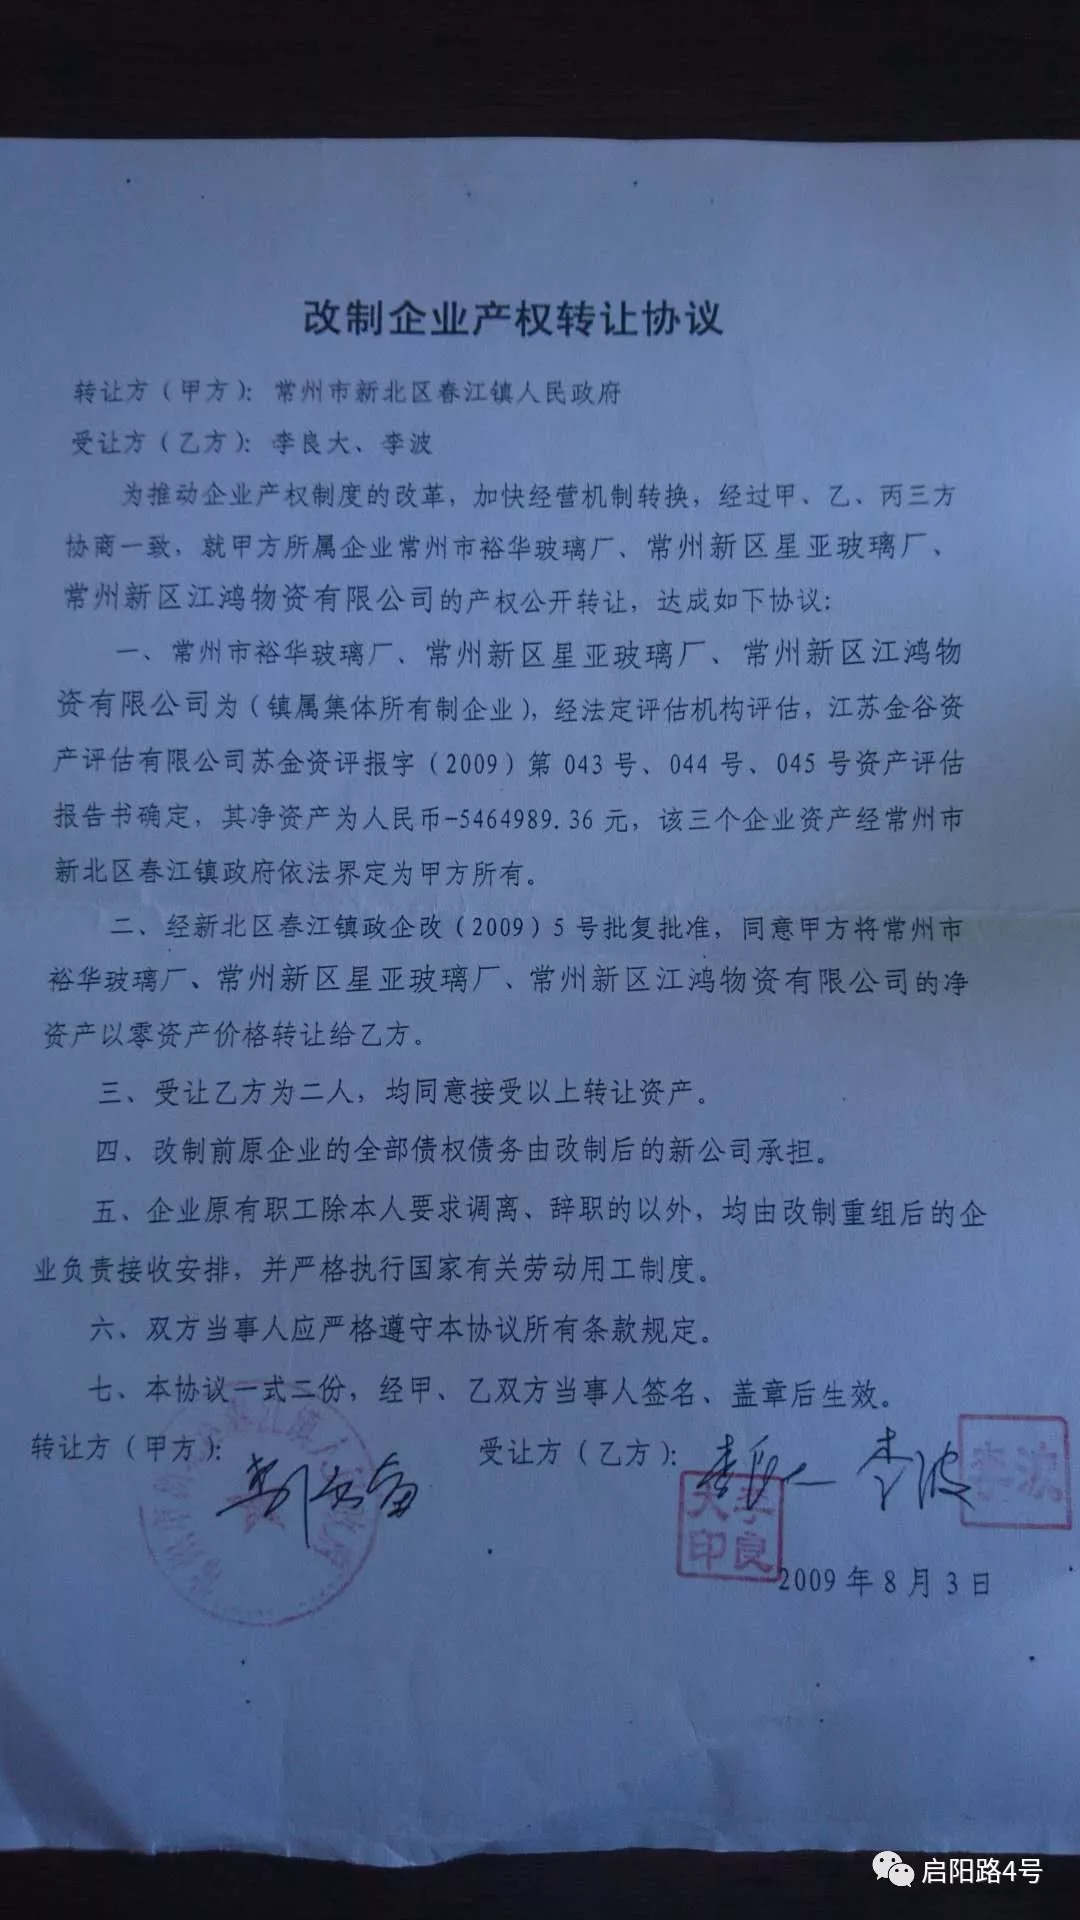 改制企业产权转让协议
转让方（甲方）：常州市新北区春江镇人民政府
受让方（乙方）：李良大、李波
为推动企业产权制度的改革，加快经营机制转换，经过甲、乙、丙三方
协商一致，就甲方所属企业常州市裕华玻璃厂、常州新区星亚玻璃厂、
常州新区江鸿物资有限公司的产权公开转让，达成如下协议：
一、常州市裕华玻璃厂、常州新区星亚玻璃厂、常州新区江鸿物
资有限公司为（镇属集体所有制企业），经法定评估机构评估，江苏金谷资
产评估有限公司苏金资评报字（2009）第 043 号、044 号、045 号资产评估
报告书确定，其净资产为人民币-5464989.36 元，该三个企业资产经常州市
新北区春江镇政府依法界定为甲方所有。
二、经新北区春江镇政企改（2009）5 号批复批准，同意甲方将常州市
裕华玻璃厂、常州新区星亚玻璃厂、常州新区江鸿物资有限公司的净
资产以零资产价格转让给乙方。
三、受让乙方为二人，均同意接受以上转让资产。
四、改制前原企业的全部债权债务由改制后的新公司承担。
五、企业原有职工除本人要求调离、辞职的以外，均由改制重组后的企
业负责接收安排，并严格执行国家有关劳动用工制度。
六、双方当事人应严格遵守本协议所有条款规定。
七、本协议一式二份，经甲、乙双方当事人签名、盖章后生效。
转让方（甲方）： 受让方（乙方）： 李波
李波
李良大印
2009 年 8 月 3 日
启阳路4号